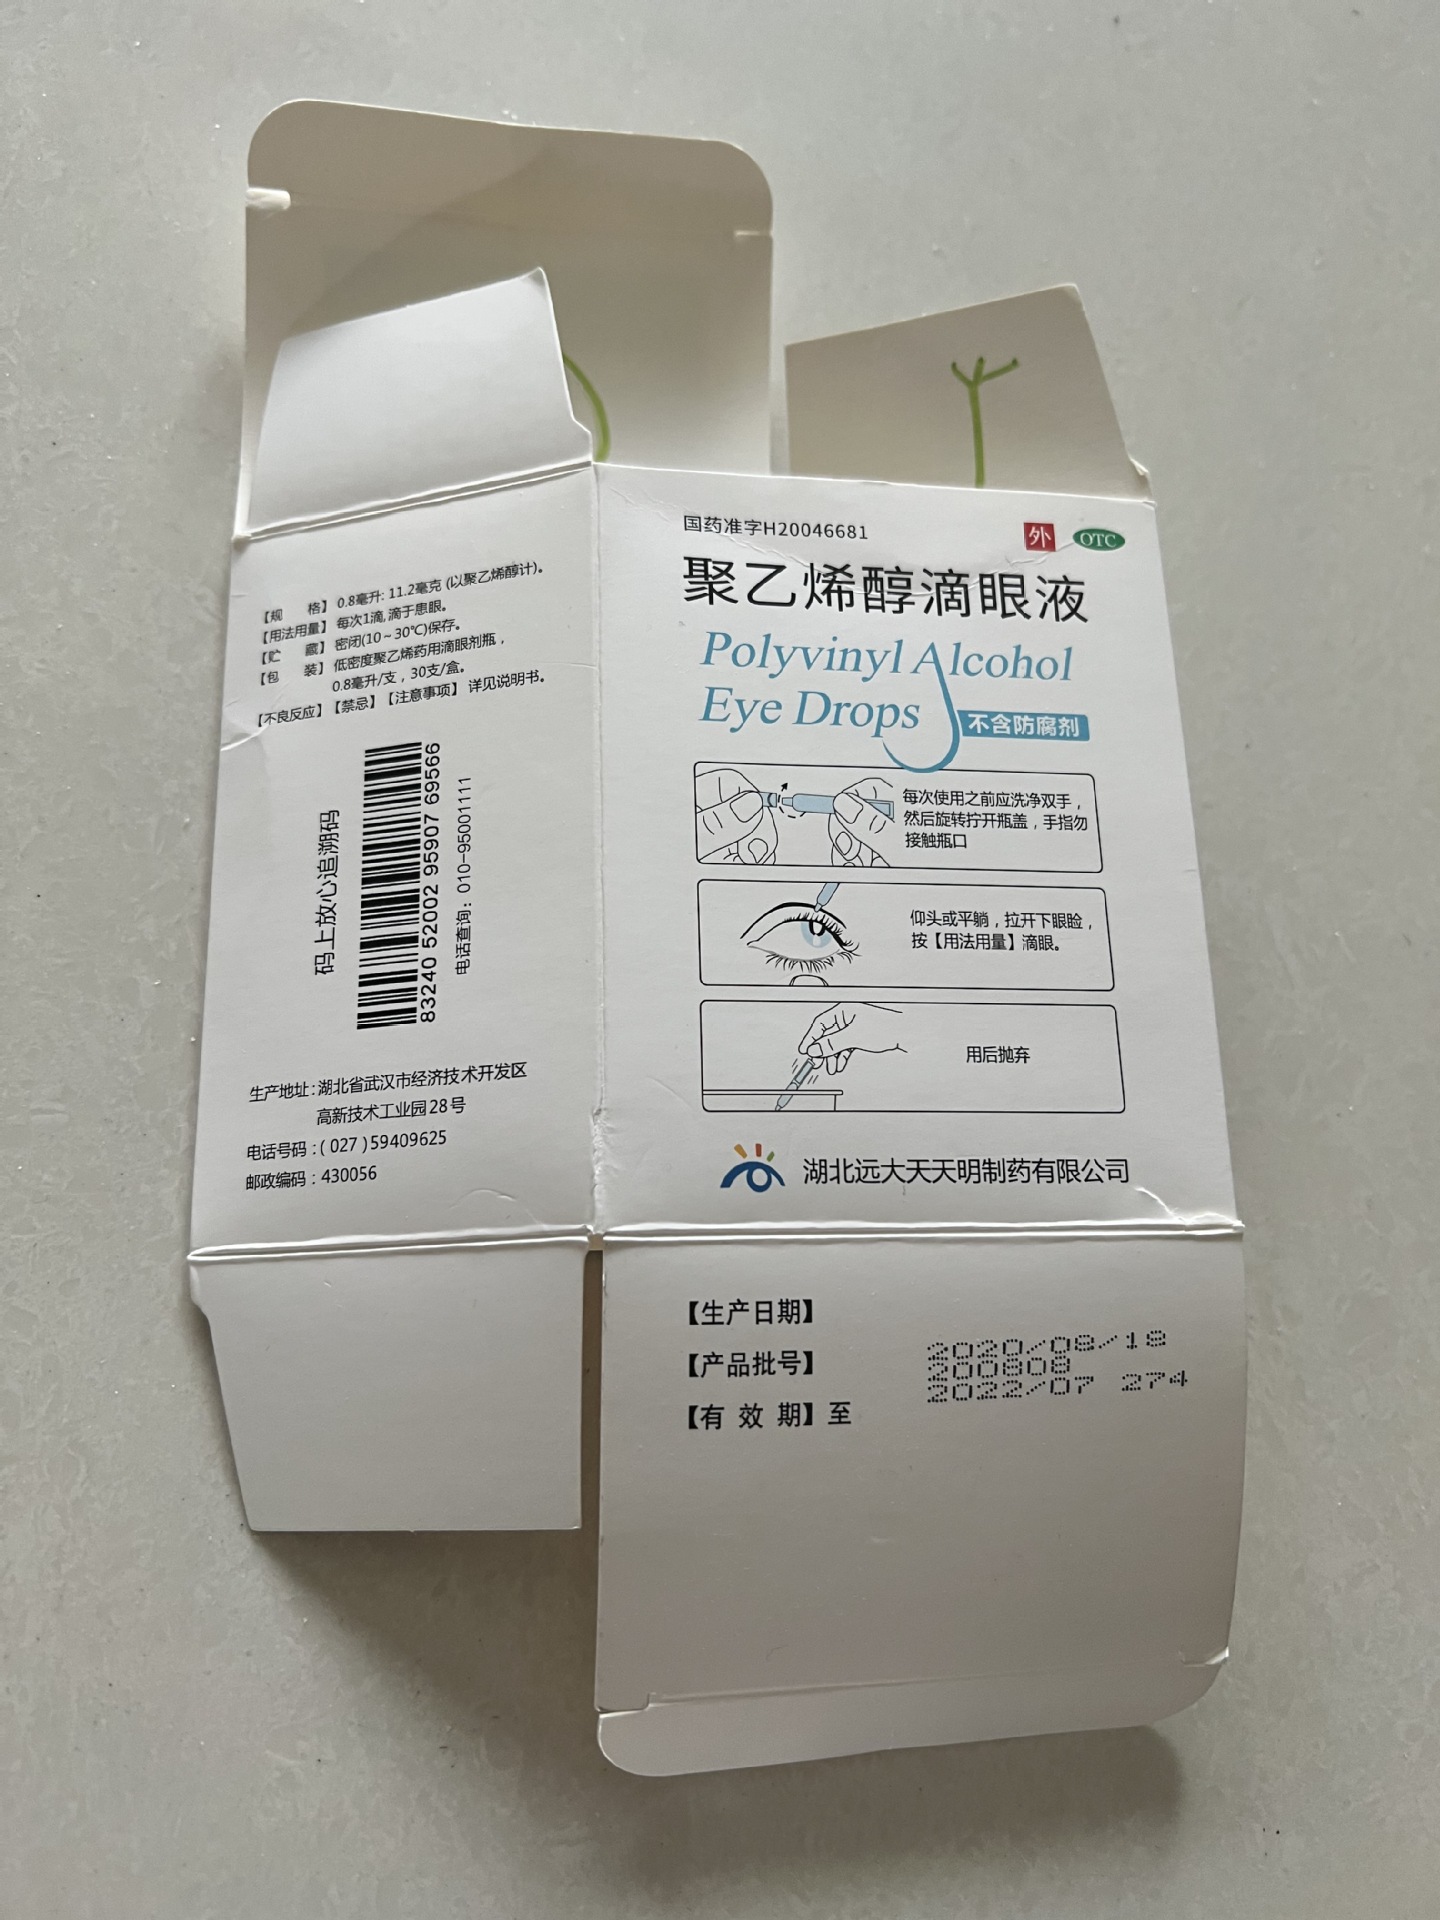 国药准字H20046681
外 OTC
聚乙烯醇滴眼液
Polyvinyl Alcohol
Eye Drops
不含防腐剂
每次使用之前应洗净双手，
然后旋转拧开瓶盖，手指勿
接触瓶口
仰头或平躺，拉开下眼睑，
按【用法用量】滴眼。
用后抛弃
湖北远大天天明制药有限公司
【规 格】 0.8毫升: 11.2毫克 (以聚乙烯醇计)。
【用法用量】 每次1滴, 滴于患眼。
【贮 藏】 密闭(10～30℃)保存。
【包 装】 低密度聚乙烯药用滴眼剂瓶，
0.8毫升/支，30支/盒。
【不良反应】【禁忌】【注意事项】 详见说明书。
码上放心追溯码
83240 52002 95907 69566
电话查询: 010-95001111
生产地址: 湖北省武汉市经济技术开发区
高新技术工业园28号
电话号码: ( 027 ) 59409625
邮政编码: 430056
【生产日期】 2020/08/18
【产品批号】 200808
【有 效 期】至 2022/07 274